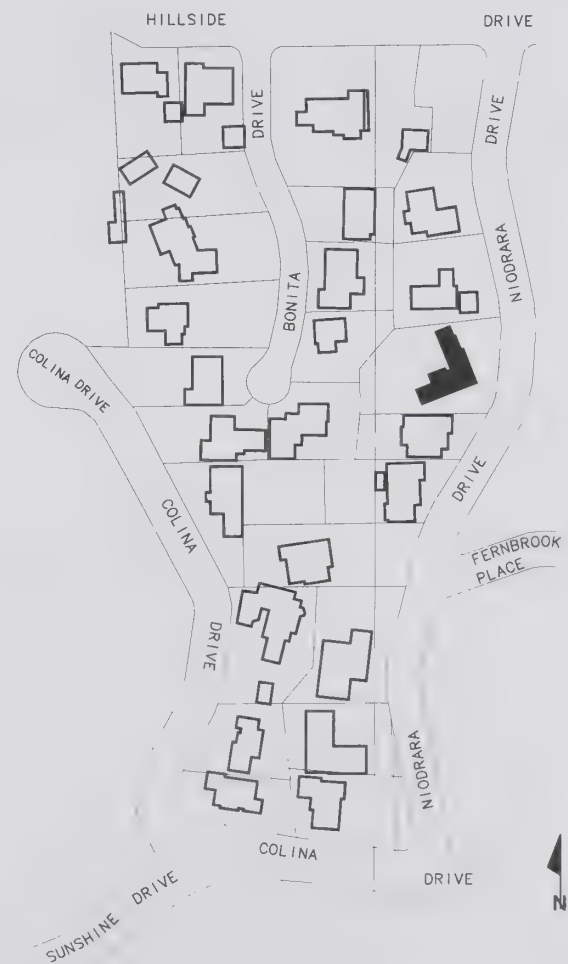 HILLSIDE DRIVE
DRIVE
DRIVE
NIODRARA
BONITA
COLINA DRIVE
COLINA
DRIVE
DRIVE
FERNBROOK
PLACE
NIODRARA
COLINA
DRIVE
SUNSHINE DRIVE
N